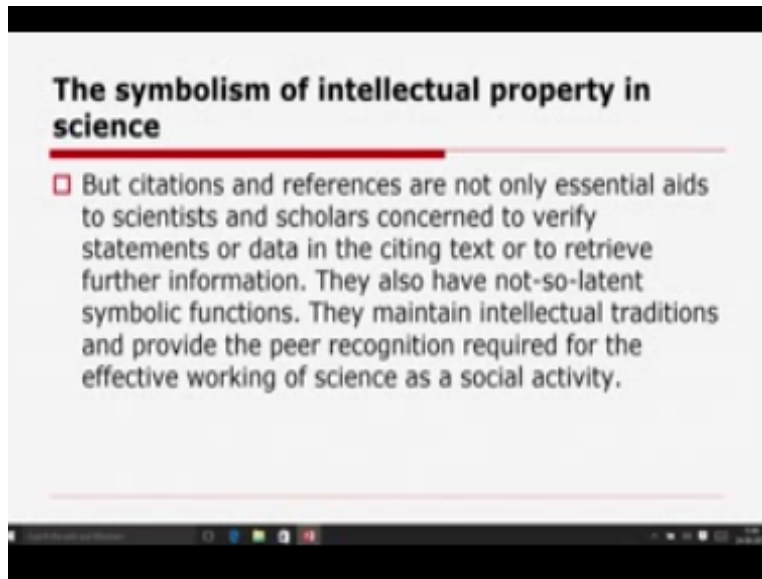 The symbolism of intellectual property in
science
But citations and references are not only essential aids
to scientists and scholars concerned to verify
statements or data in the citing text or to retrieve
further information. They also have not-so-latent
symbolic functions. They maintain intellectual traditions
and provide the peer recognition required for the
effective working of science as a social activity.